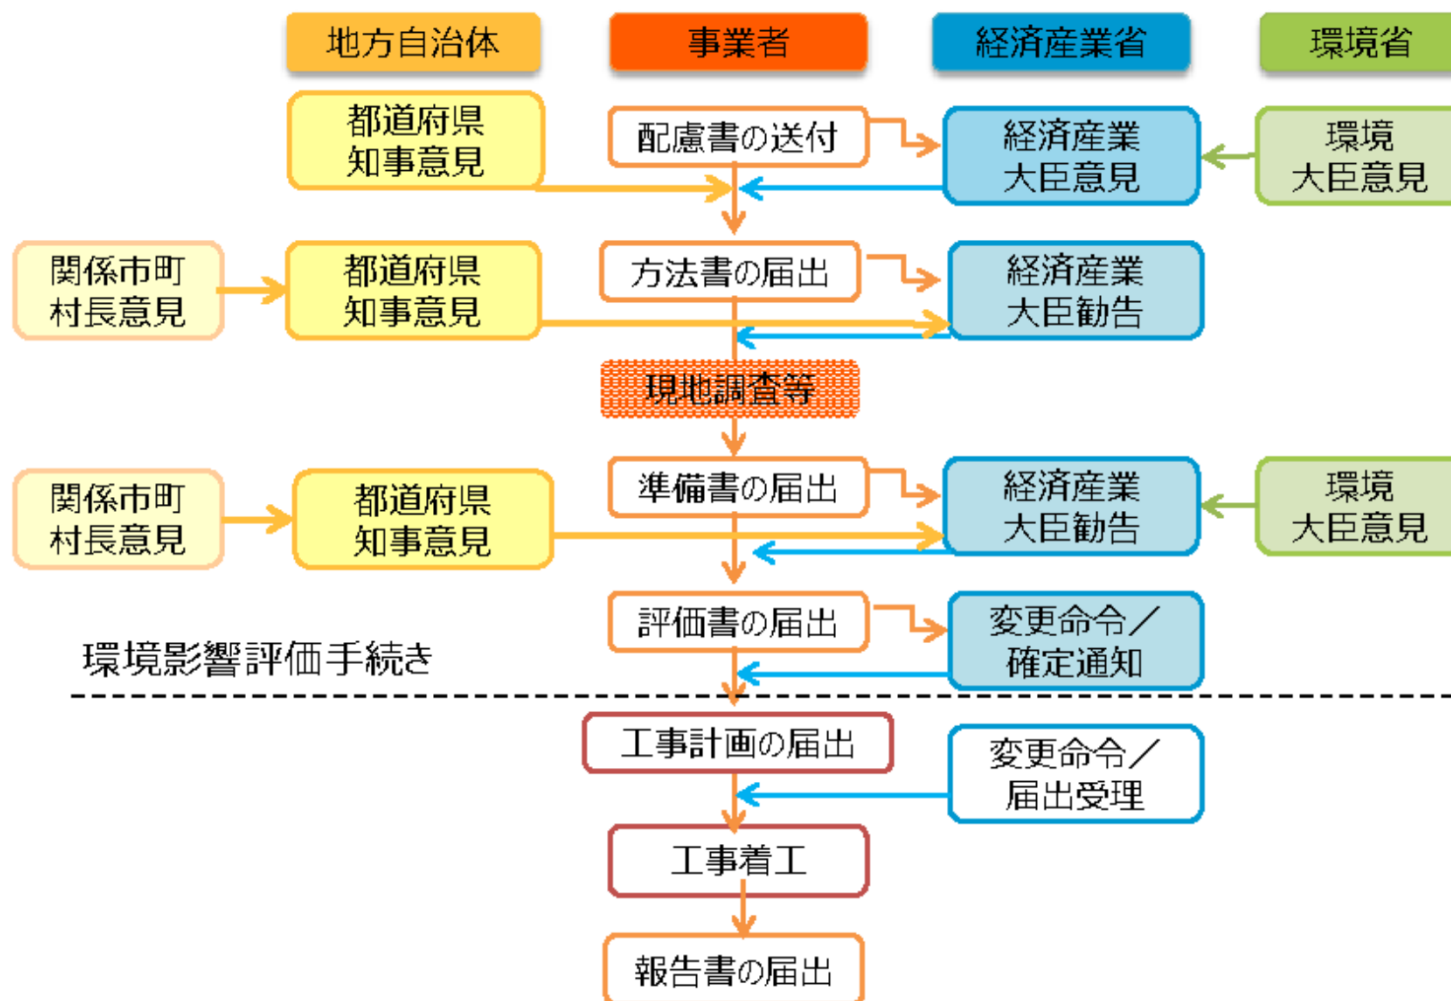 地方自治体
事業者
経済産業省
環境省
都道府県
知事意見
配慮書の送付
経済産業
大臣意見
環境
大臣意見
関係市町
村長意見
都道府県
知事意見
方法書の届出
経済産業
大臣勧告
現地調査等
関係市町
村長意見
都道府県
知事意見
準備書の届出
経済産業
大臣勧告
環境
大臣意見
評価書の届出
変更命令／
確定通知
環境影響評価手続き
工事計画の届出
変更命令／
届出受理
工事着工
報告書の届出